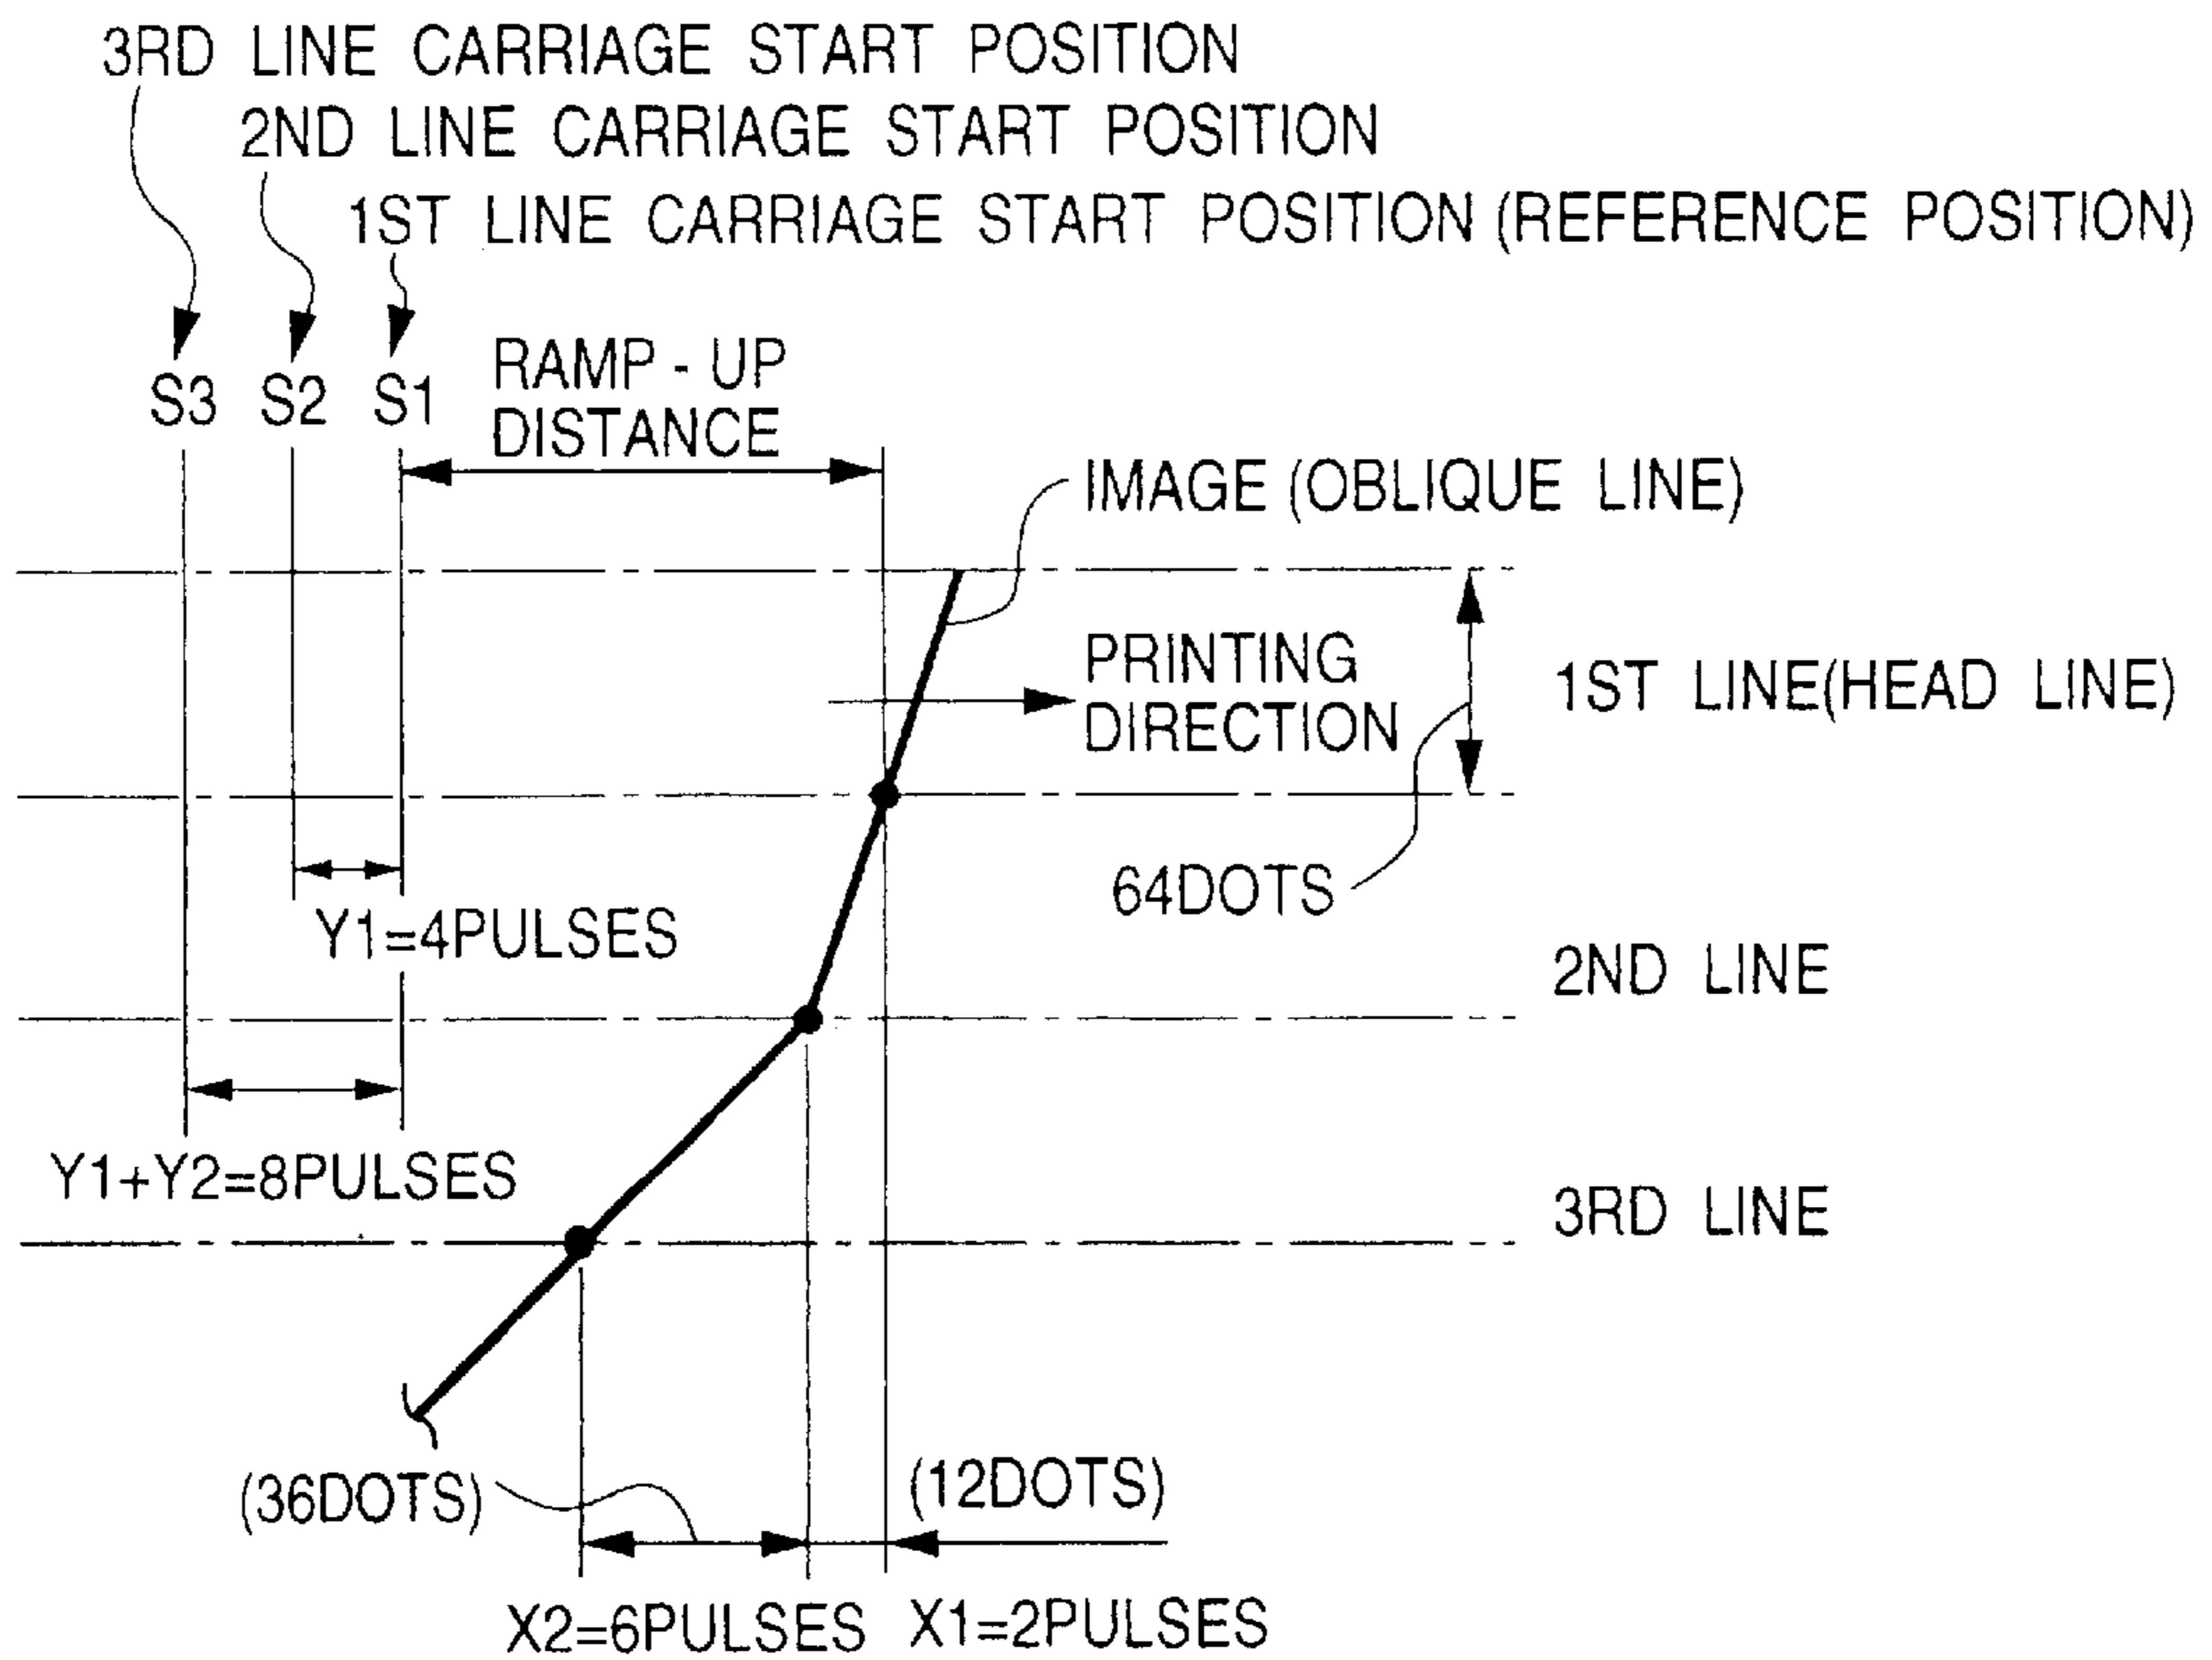 3RD LINE CARRIAGE START POSITION
2ND LINE CARRIAGE START POSITION
1ST LINE CARRIAGE START POSITION (REFERENCE POSITION)
S3 S2 S1
RAMP - UP
DISTANCE
IMAGE (OBLIQUE LINE)
PRINTING
DIRECTION
1ST LINE(HEAD LINE)
64DOTS
Y1=4PULSES
2ND LINE
Y1+Y2=8PULSES
3RD LINE
(36DOTS)
(12DOTS)
X2=6PULSES X1=2PULSES